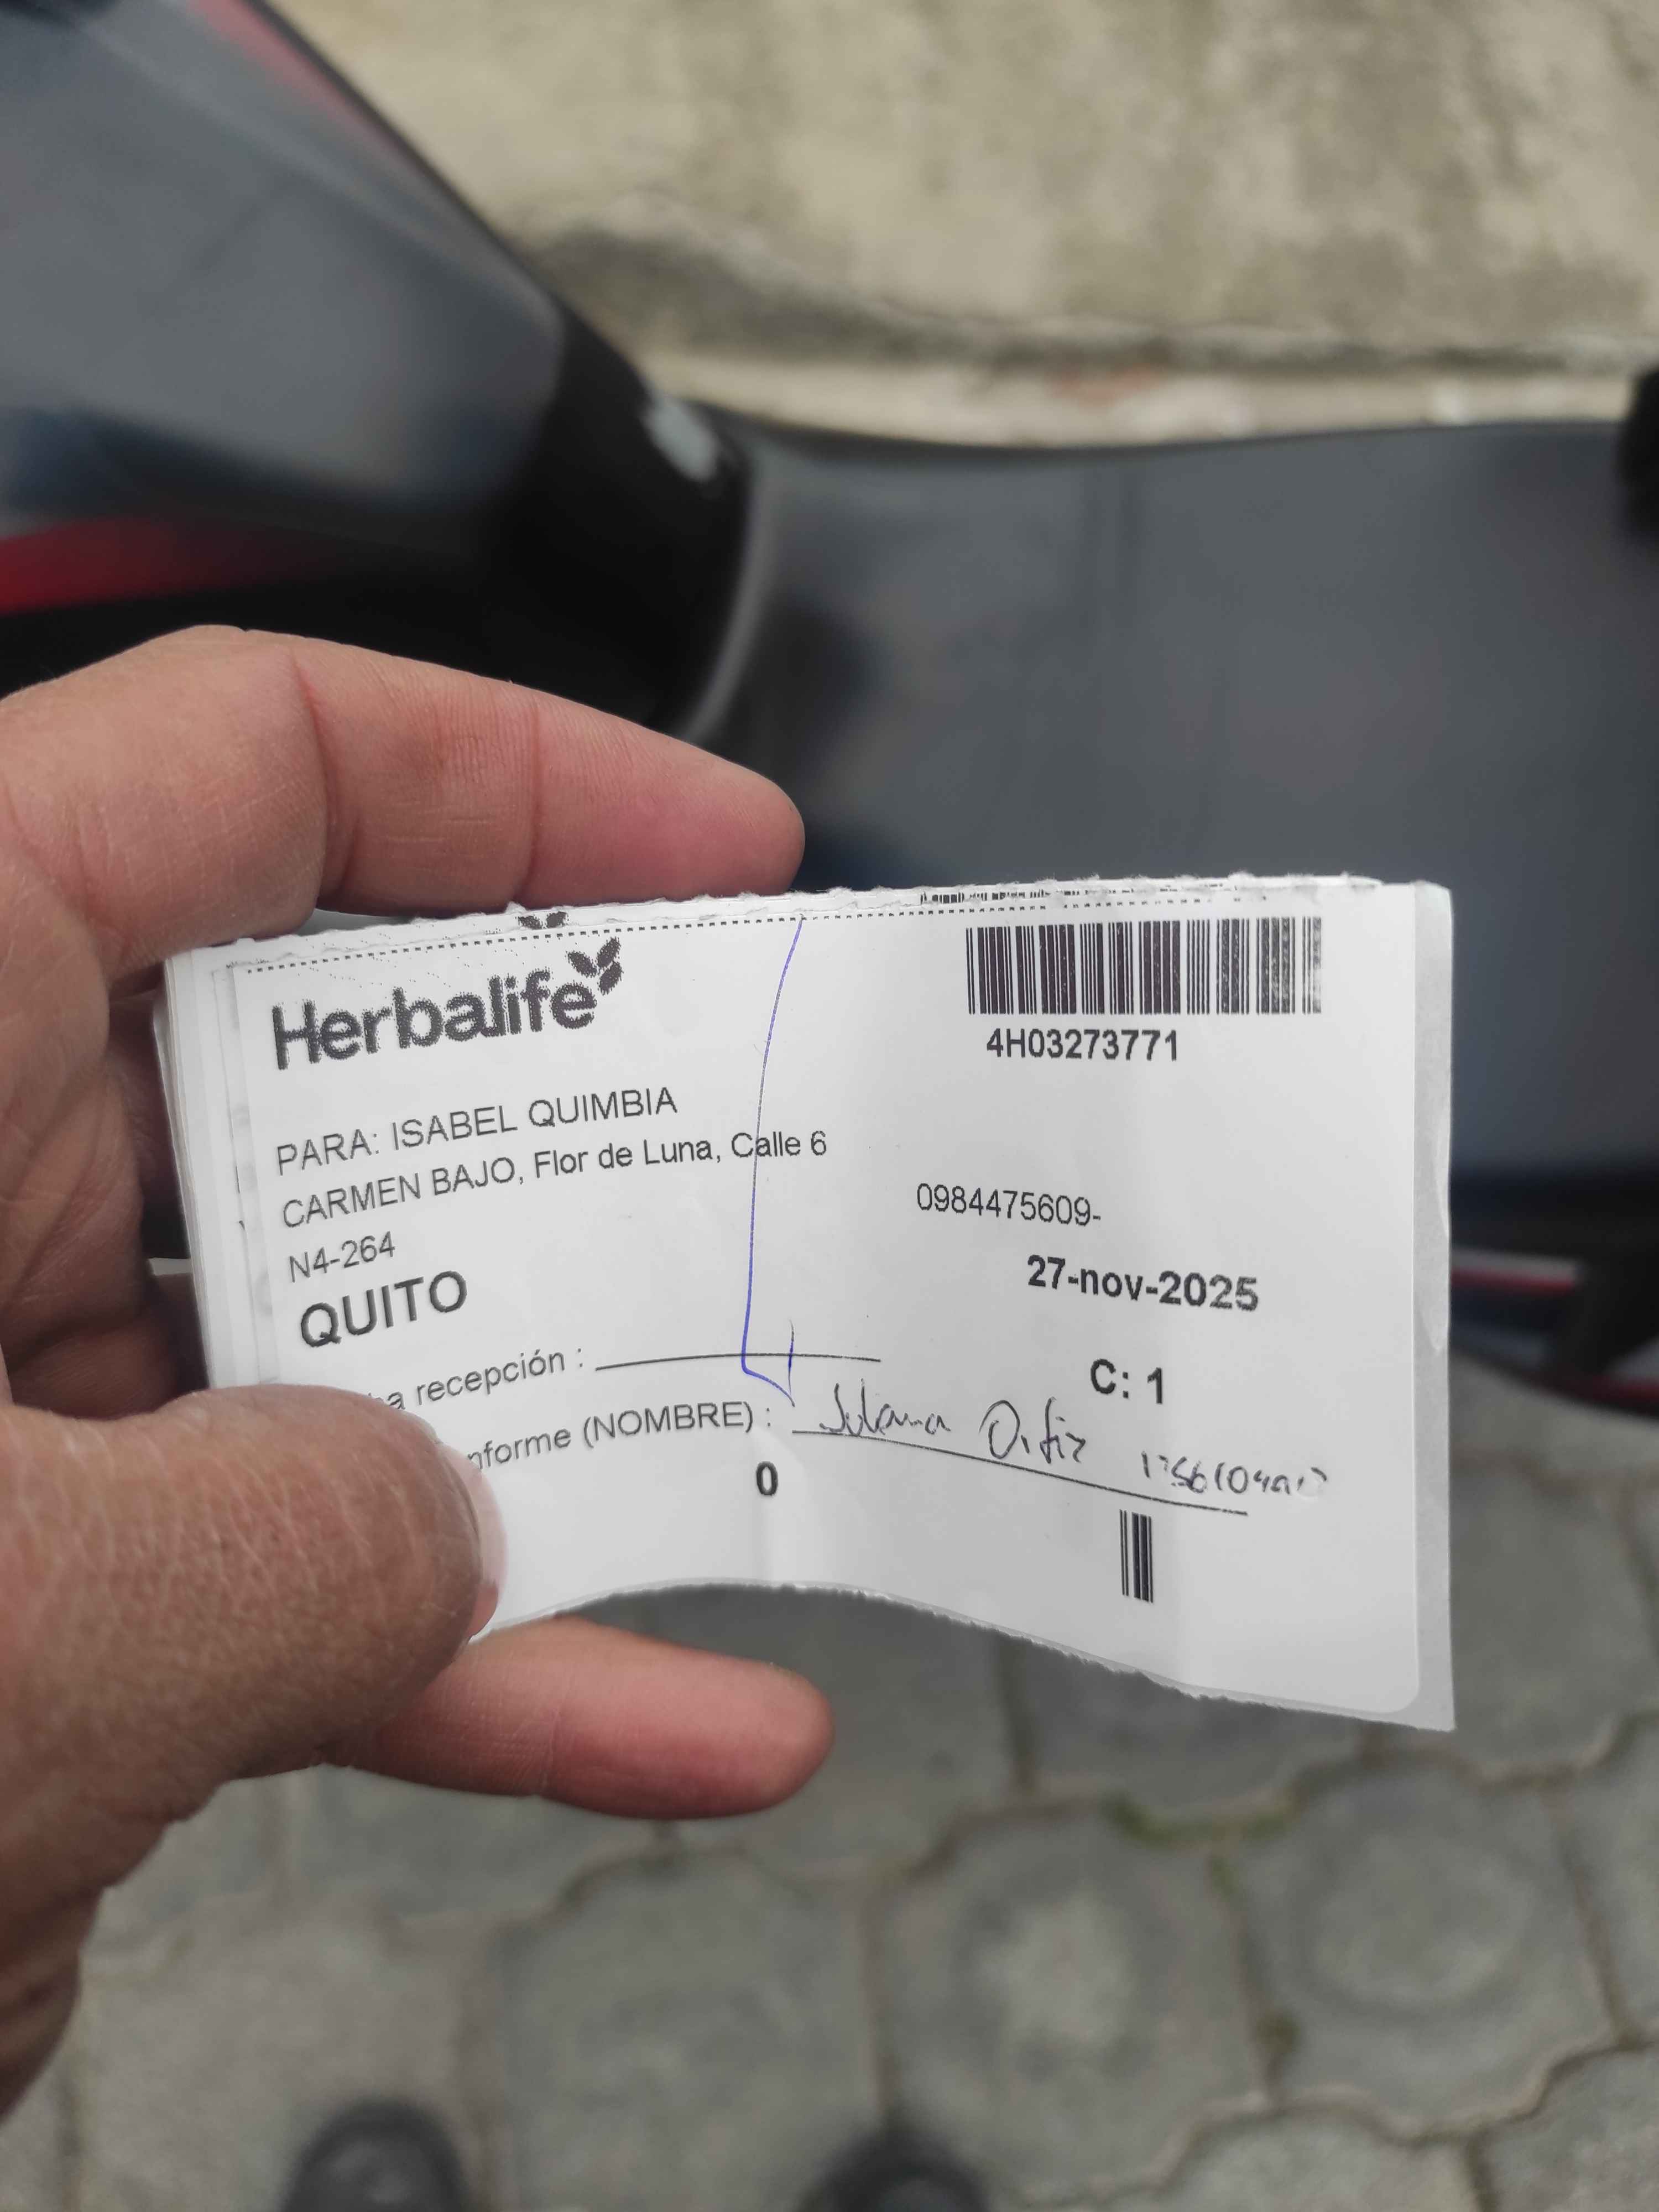 Herbalife
4H03273771
PARA: ISABEL QUIMBIA
CARMEN BAJO, Flor de Luna, Calle 6
N4-264
0984475609-
QUITO
27-nov-2025
recepción :
C: 1
(NOMBRE) : Ortiz
0